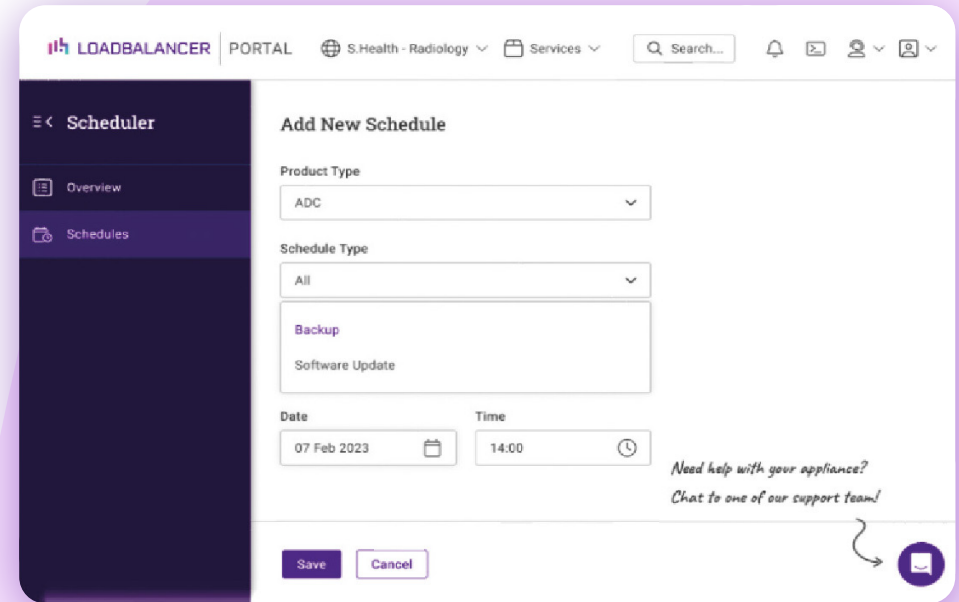 LOADBALANCER PORTAL S.Health - Radiology Services Search...
Scheduler
Overview
Schedules
Add New Schedule
Product Type
ADC
Schedule Type
All
Backup
Software Update
Date Time
07 Feb 2023 14:00
Need help with your appliance?
Chat to one of our support team!
Save Cancel